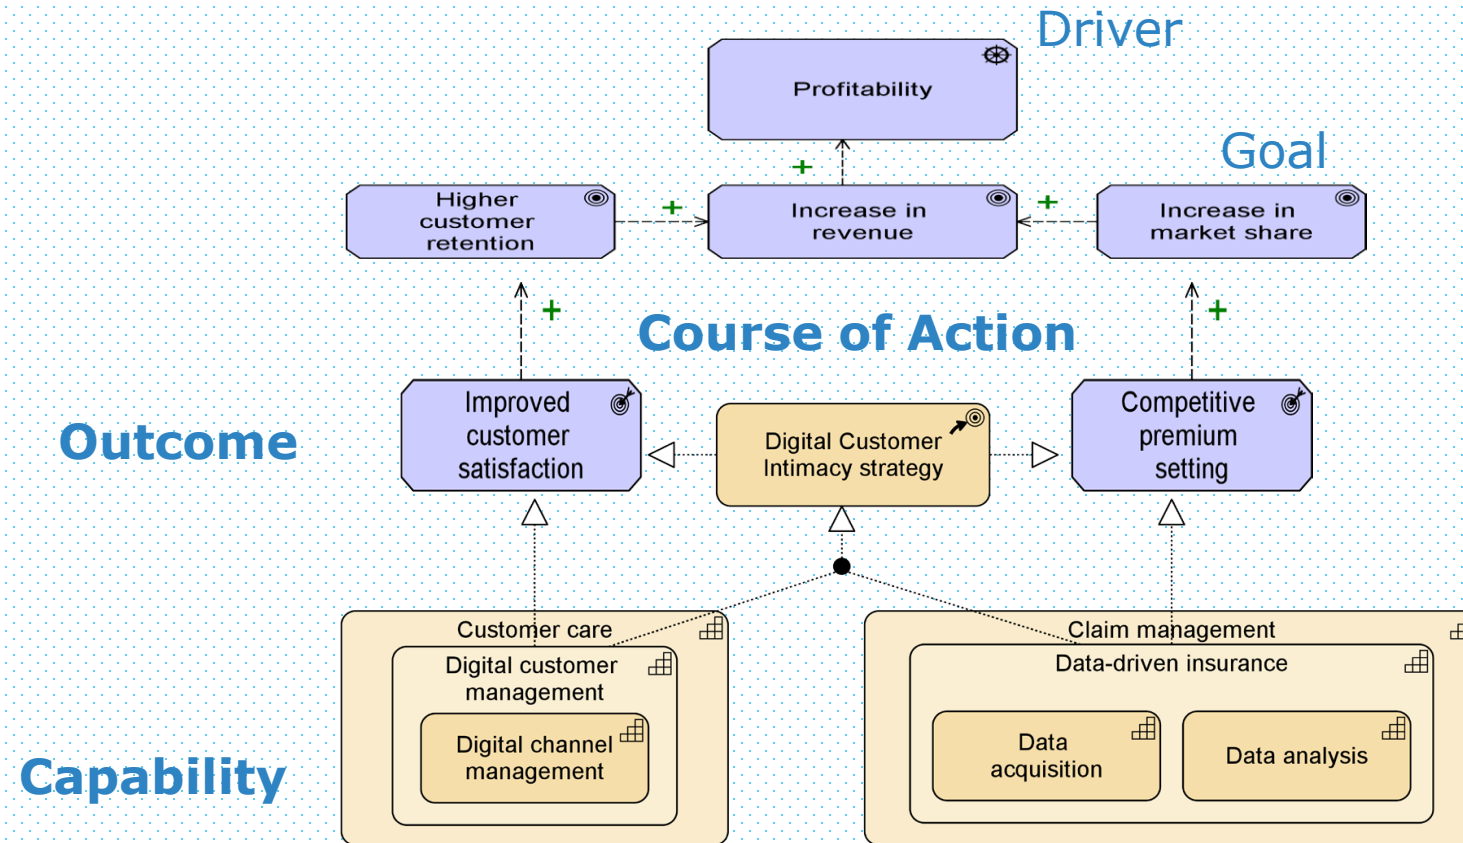 Driver
Profitability
+
Goal
Higher
customer
retention
+
Increase in
revenue
+
Increase in
market share
+
+
Course of Action
Outcome
Improved
customer
satisfaction
Digital Customer
Intimacy strategy
Competitive
premium
setting
Customer care
Digital customer
management
Digital channel
management
Claim management
Data-driven insurance
Data
acquisition
Data analysis
Capability